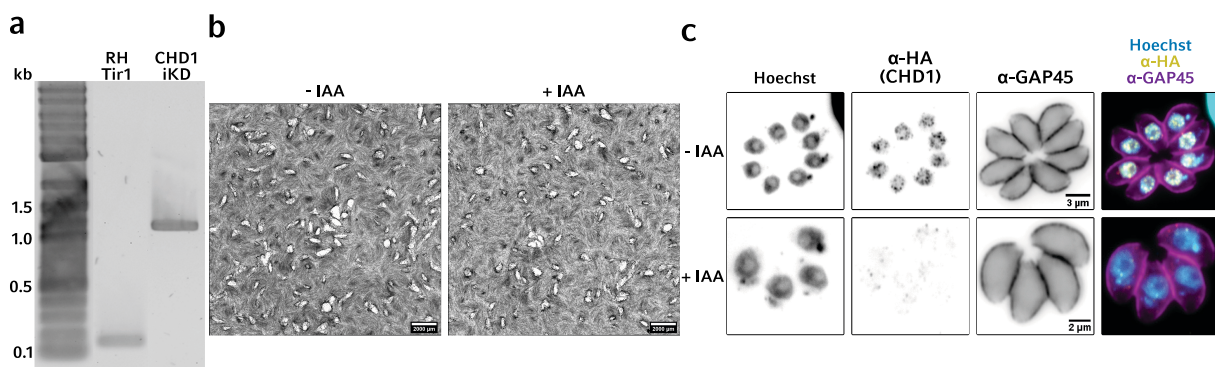 a
RH
Tir1
CHD1
iKD
kb
1.5
1.0
0.5
0.1
b
- IAA
+ IAA
2000 µm
2000 µm
c
Hoechst
α-HA
(CHD1)
α-GAP45
Hoechst
α-HA
α-GAP45
- IAA
3 µm
+ IAA
2 µm